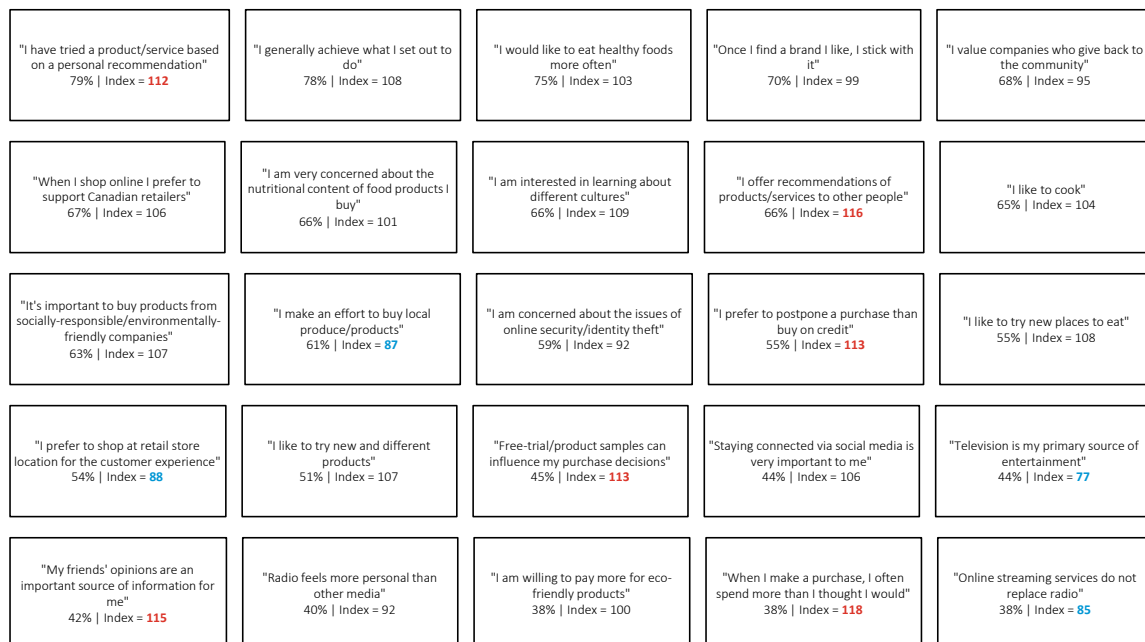 "I have tried a product/service based
on a personal recommendation"
79% | Index = 112
"I generally achieve what I set out to
do"
78% | Index = 108
"I would like to eat healthy foods
more often"
75% | Index = 103
"Once I find a brand I like, I stick with
it"
70% | Index = 99
"I value companies who give back to
the community"
68% | Index = 95
"When I shop online I prefer to
support Canadian retailers"
67% | Index = 106
"I am very concerned about the
nutritional content of food products I
buy"
66% | Index = 101
"I am interested in learning about
different cultures"
66% | Index = 109
"I offer recommendations of
products/services to other people"
66% | Index = 116
"I like to cook"
65% | Index = 104
"It's important to buy products from
socially-responsible/environmentally-
friendly companies"
63% | Index = 107
"I make an effort to buy local
produce/products"
61% | Index = 87
"I am concerned about the issues of
online security/identity theft"
59% | Index = 92
"I prefer to postpone a purchase than
buy on credit"
55% | Index = 113
"I like to try new places to eat"
55% | Index = 108
"I prefer to shop at retail store
location for the customer experience"
54% | Index = 88
"I like to try new and different
products"
51% | Index = 107
"Free-trial/product samples can
influence my purchase decisions"
45% | Index = 113
"Staying connected via social media is
very important to me"
44% | Index = 106
"Television is my primary source of
entertainment"
44% | Index = 77
"My friends' opinions are an
important source of information for
me"
42% | Index = 115
"Radio feels more personal than
other media"
40% | Index = 92
"I am willing to pay more for eco-
friendly products"
38% | Index = 100
"When I make a purchase, I often
spend more than I thought I would"
38% | Index = 118
"Online streaming services do not
replace radio"
38% | Index = 85